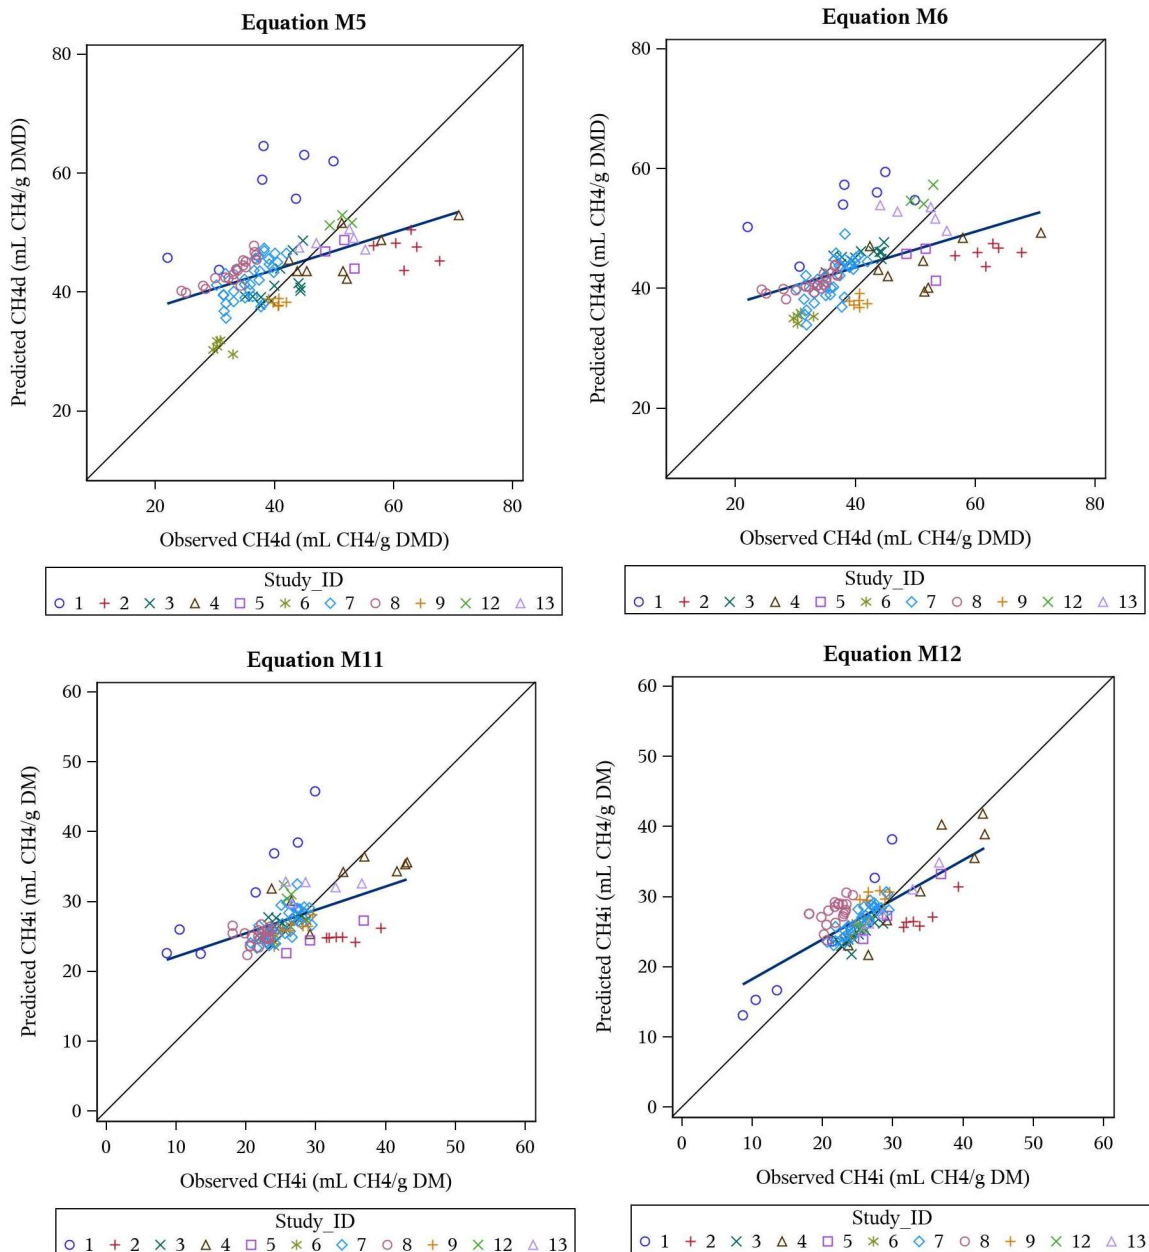 Equation M5
80
60
40
20
20 40 60 80
Predicted CH4d (mL CH4/g DMD)
Observed CH4d (mL CH4/g DMD)
Study_ID
1 2 3 4 5 6 7 8 9 12 13
Equation M6
80
60
40
20
20 40 60 80
Predicted CH4d (mL CH4/g DMD)
Observed CH4d (mL CH4/g DMD)
Study_ID
1 2 3 4 5 6 7 8 9 12 13
Equation M11
60
50
40
30
20
10
0
0 10 20 30 40 50 60
Predicted CH4i (mL CH4/g DM)
Observed CH4i (mL CH4/g DM)
Study_ID
1 2 3 4 5 6 7 8 9 12 13
Equation M12
60
50
40
30
20
10
0
0 10 20 30 40 50 60
Predicted CH4i (mL CH4/g DM)
Observed CH4i (mL CH4/g DM)
Study_ID
1 2 3 4 5 6 7 8 9 12 13